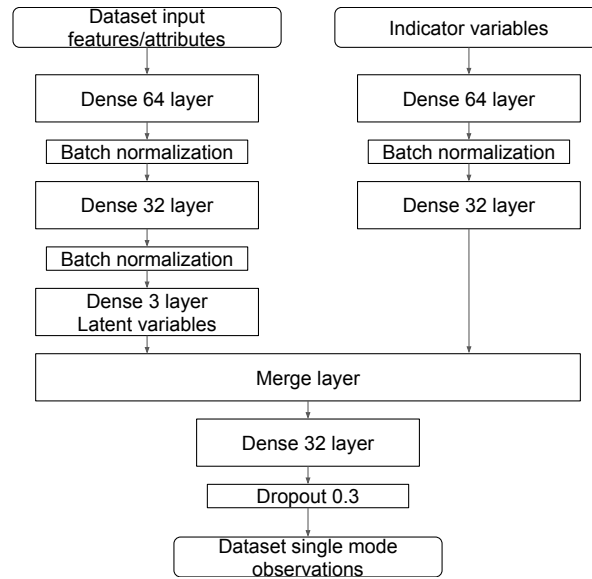 Dataset input
features/attributes
Indicator variables
Dense 64 layer
Dense 64 layer
Batch normalization
Batch normalization
Dense 32 layer
Dense 32 layer
Batch normalization
Dense 3 layer
Latent variables
Merge layer
Dense 32 layer
Dropout 0.3
Dataset single mode
observations